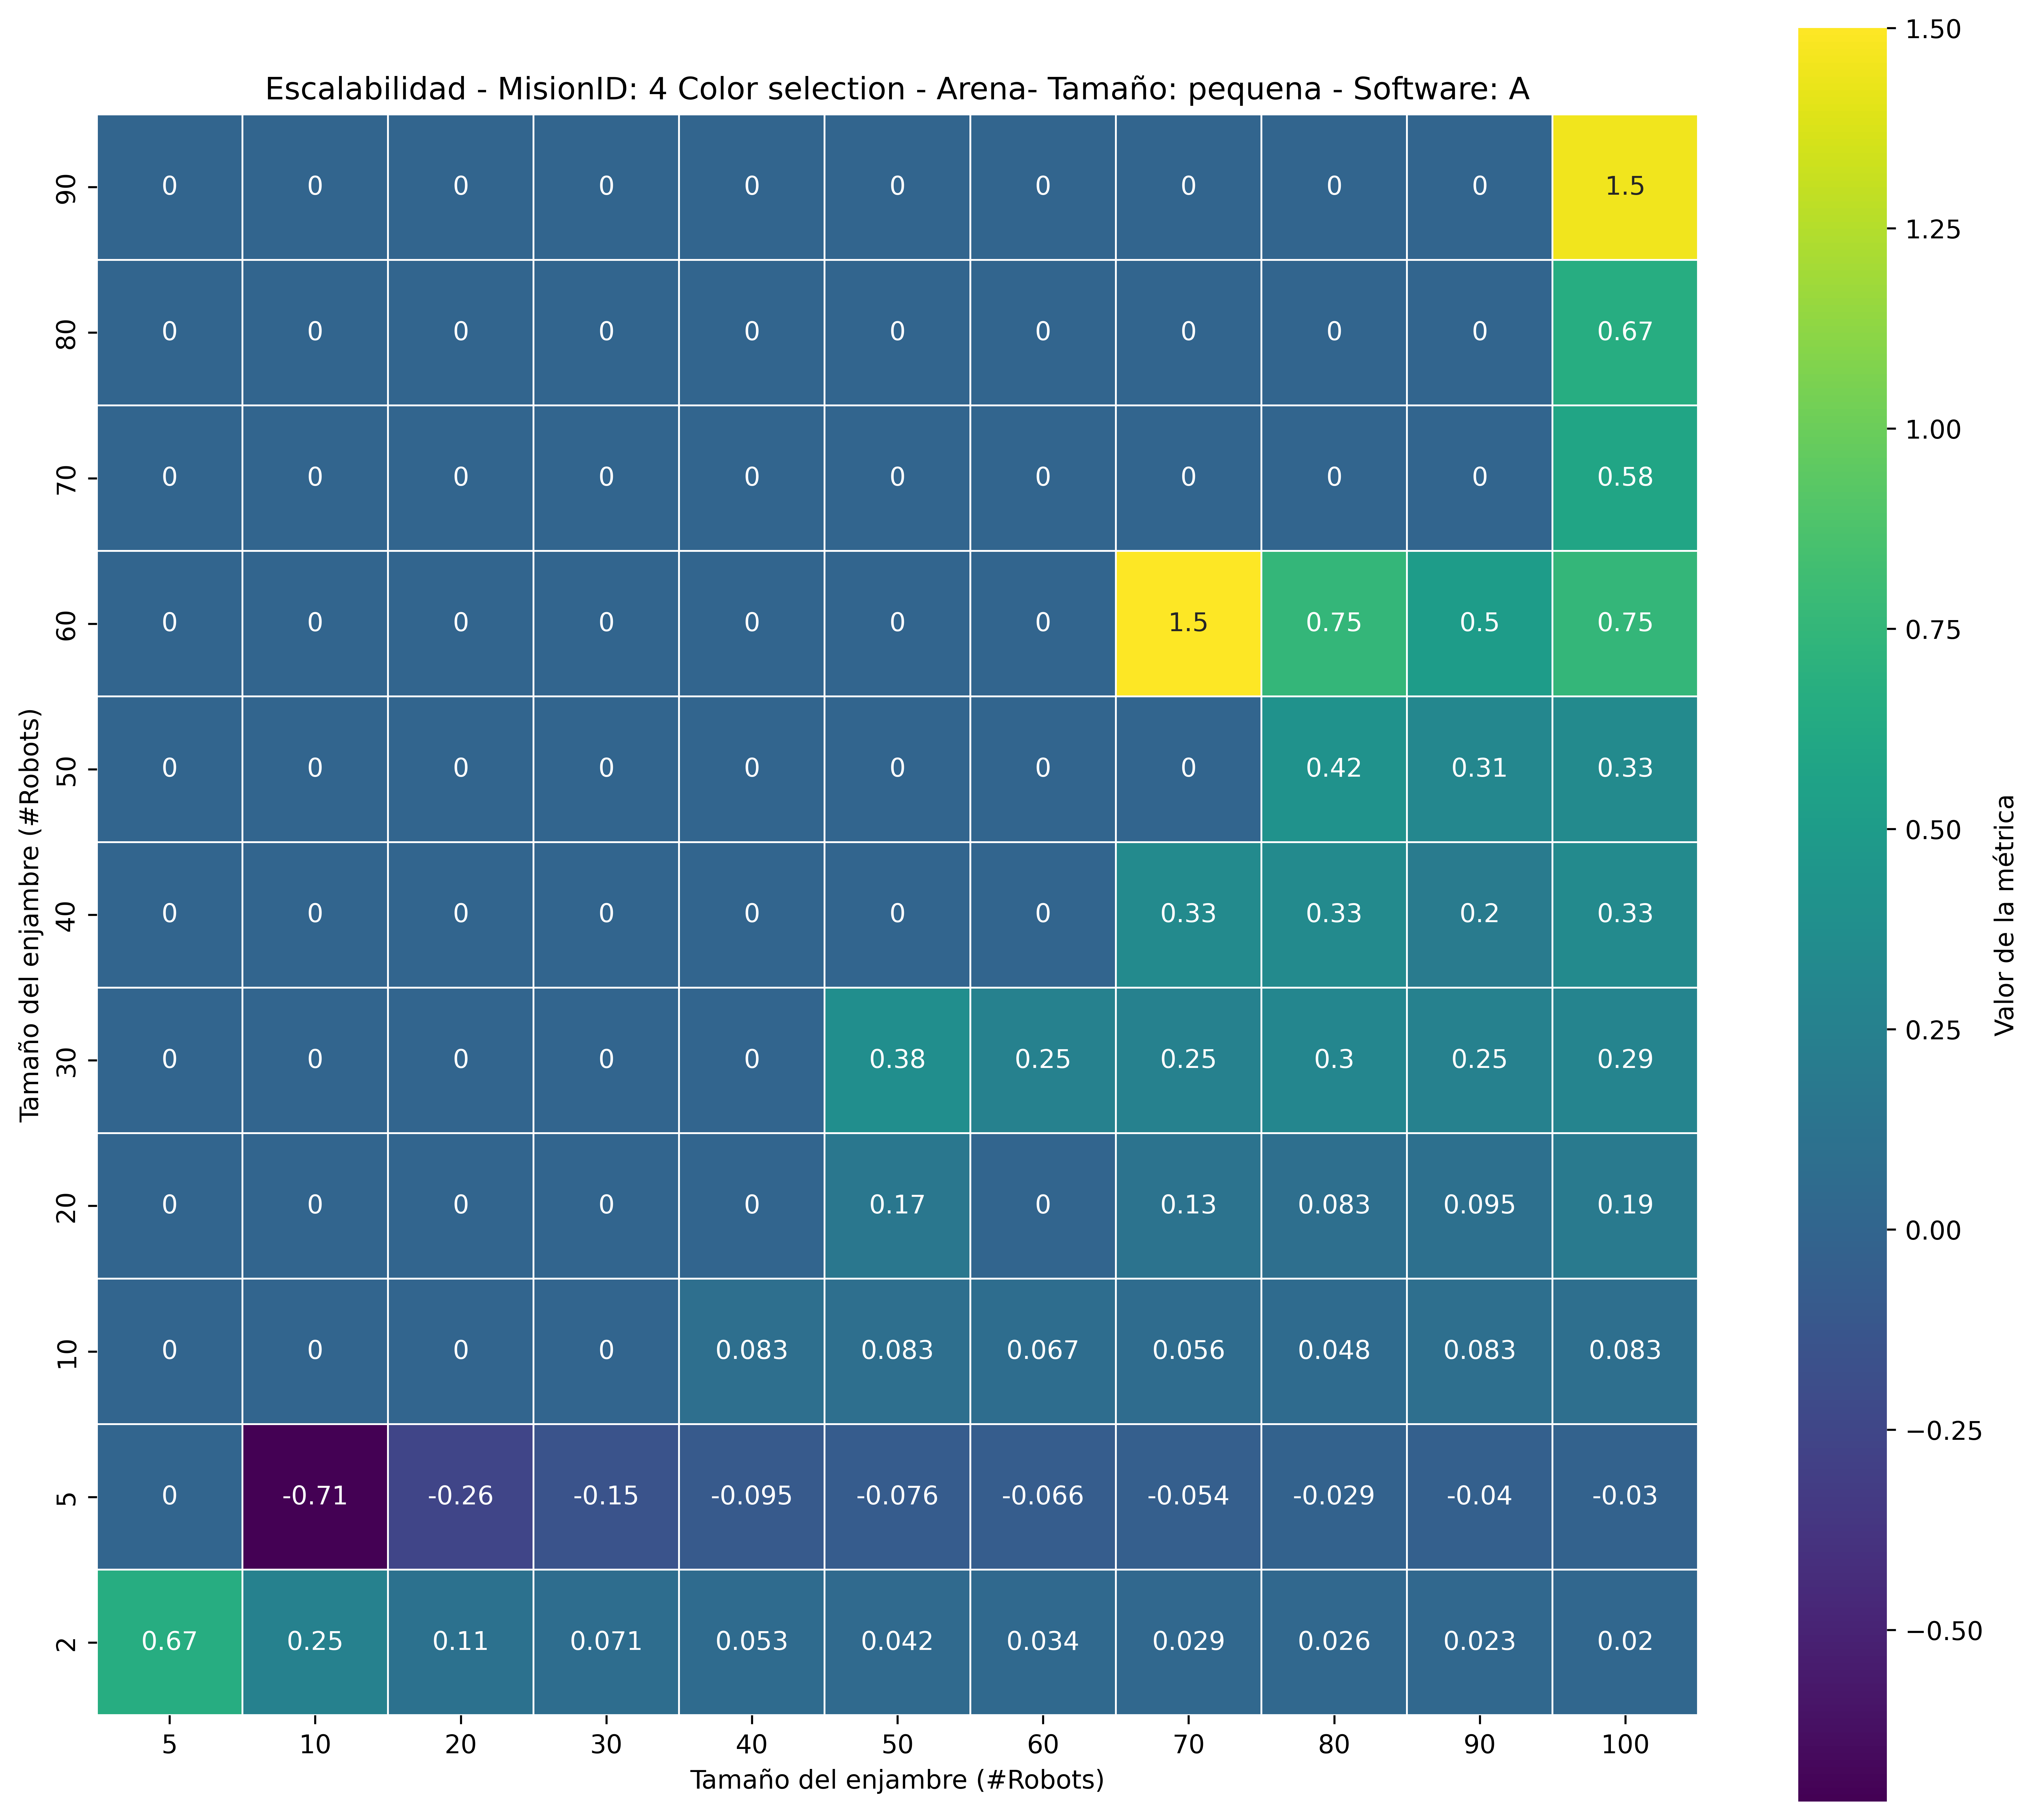 Escalabilidad - MisionID: 4 Color selection - Arena- Tamaño: pequena - Software: A
90 0 0 0 0 0 0 0 0 0 0 1.5
80 0 0 0 0 0 0 0 0 0 0 0.67
70 0 0 0 0 0 0 0 0 0 0 0.58
60 0 0 0 0 0 0 0 1.5 0.75 0.5 0.75
50 0 0 0 0 0 0 0 0 0.42 0.31 0.33
40 0 0 0 0 0 0 0 0.33 0.33 0.2 0.33
30 0 0 0 0 0 0.38 0.25 0.25 0.3 0.25 0.29
20 0 0 0 0 0 0.17 0 0.13 0.083 0.095 0.19
10 0 0 0 0 0.083 0.083 0.067 0.056 0.048 0.083 0.083
5 0 -0.71 -0.26 -0.15 -0.095 -0.076 -0.066 -0.054 -0.029 -0.04 -0.03
2 0.67 0.25 0.11 0.071 0.053 0.042 0.034 0.029 0.026 0.023 0.02
5 10 20 30 40 50 60 70 80 90 100
Tamaño del enjambre (#Robots)
Tamaño del enjambre (#Robots)
1.50
1.25
1.00
0.75
0.50
0.25
0.00
−0.25
−0.50
Valor de la métrica